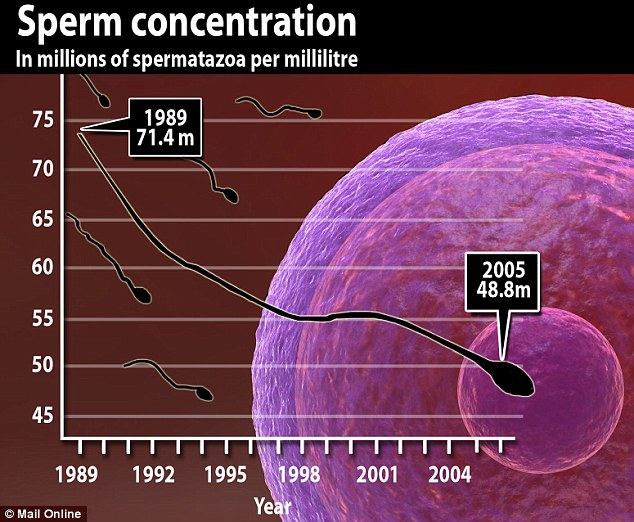 Sperm concentration
In millions of spermatazoa per millilitre
75
70
65
60
55
50
45
1989
71.4 m
2005
48.8m
1989 1992 1995 1998 2001 2004
Year
© Mail Online